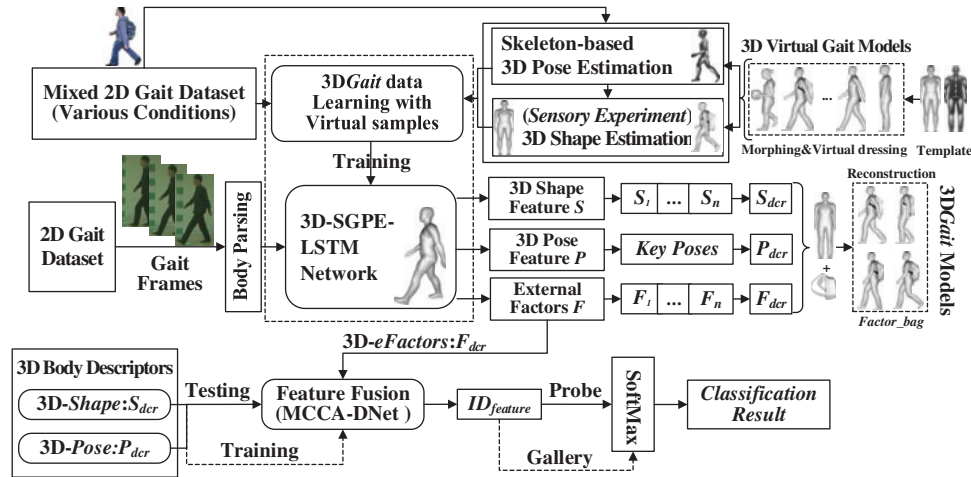 Skeleton-based
3D Pose Estimation
3D Virtual Gait Models
Mixed 2D Gait Dataset
(Various Conditions)
3DGait data
Learning with
Virtual samples
(Sensory Experiment)
3D Shape Estimation
...
Morphing&Virtual dressing
Template
Training
2D Gait
Dataset
Gait
Frames
Body Parsing
3D-SGPE-
LSTM
Network
3D Shape
Feature S
S1 ... Sn
Sdcr
3D Pose
Feature P
Key Poses
Pdcr
External
Factors F
F1 ... Fn
Fdcr
+
Reconstruction
Factor_bag
3DGait Models
3D-eFactors:Fdcr
3D Body Descriptors
3D-Shape:Sdcr
3D-Pose:Pdcr
Testing
Training
Feature Fusion
(MCCA-DNet)
IDfeature
Probe
Gallery
SoftMax
Classification
Result